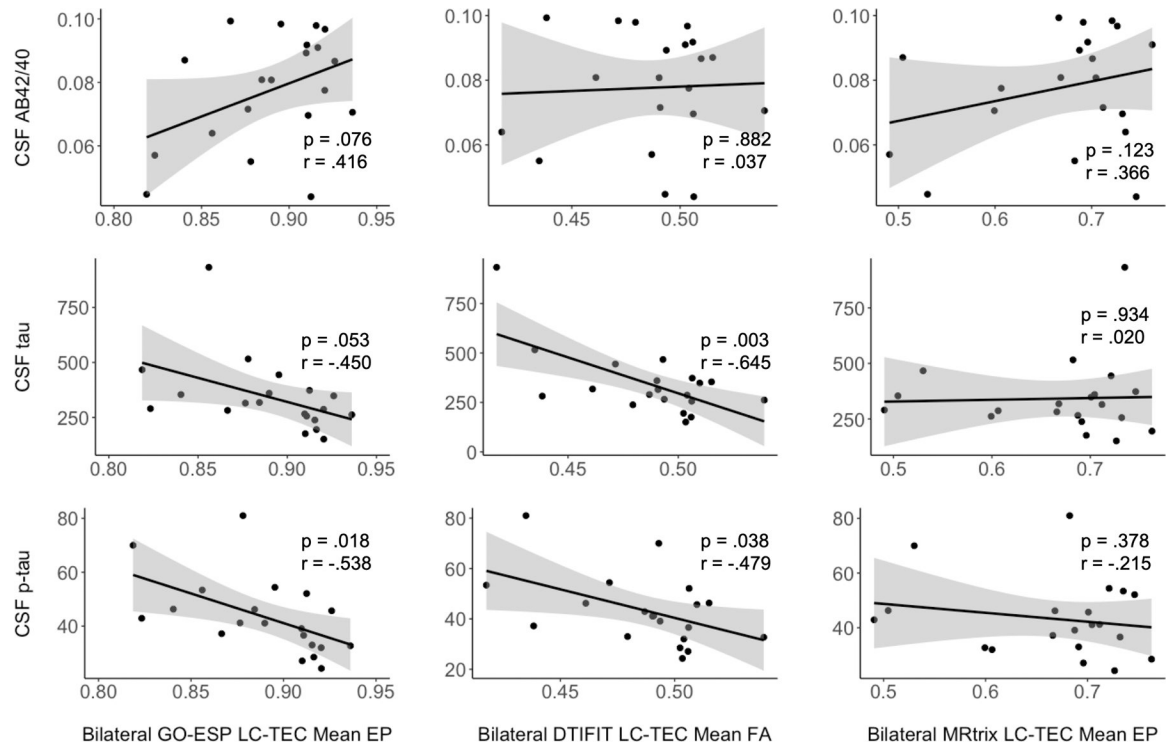 0.10
0.08
0.06
CSF AB42/40
p = .076
r = .416
0.80 0.85 0.90 0.95
0.10
0.08
0.06
p = .882
r = .037
0.45 0.50
0.10
0.08
0.06
p = .123
r = .366
0.5 0.6 0.7
750
500
250
CSF tau
p = .053
r = -.450
0.80 0.85 0.90 0.95
750
500
250
0
p = .003
r = -.645
0.45 0.50
750
500
250
p = .934
r = .020
0.5 0.6 0.7
80
60
40
CSF p-tau
p = .018
r = -.538
0.80 0.85 0.90 0.95
80
60
40
20
p = .038
r = -.479
0.45 0.50
80
60
40
p = .378
r = -.215
0.5 0.6 0.7
Bilateral GO-ESP LC-TEC Mean EP
Bilateral DTIFIT LC-TEC Mean FA
Bilateral MRtrix LC-TEC Mean EP